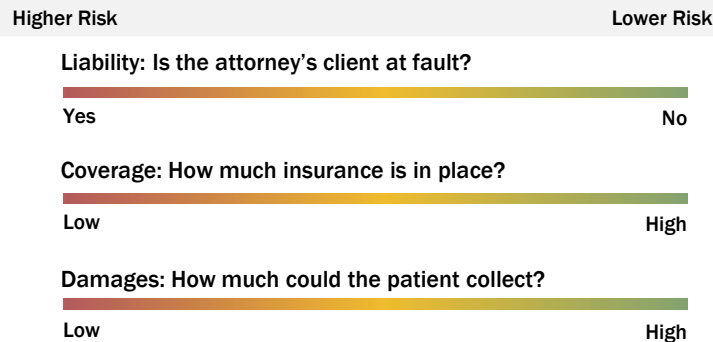 Higher Risk Lower Risk
Liability: Is the attorney’s client at fault?
Yes No
Coverage: How much insurance is in place?
Low High
Damages: How much could the patient collect?
Low High